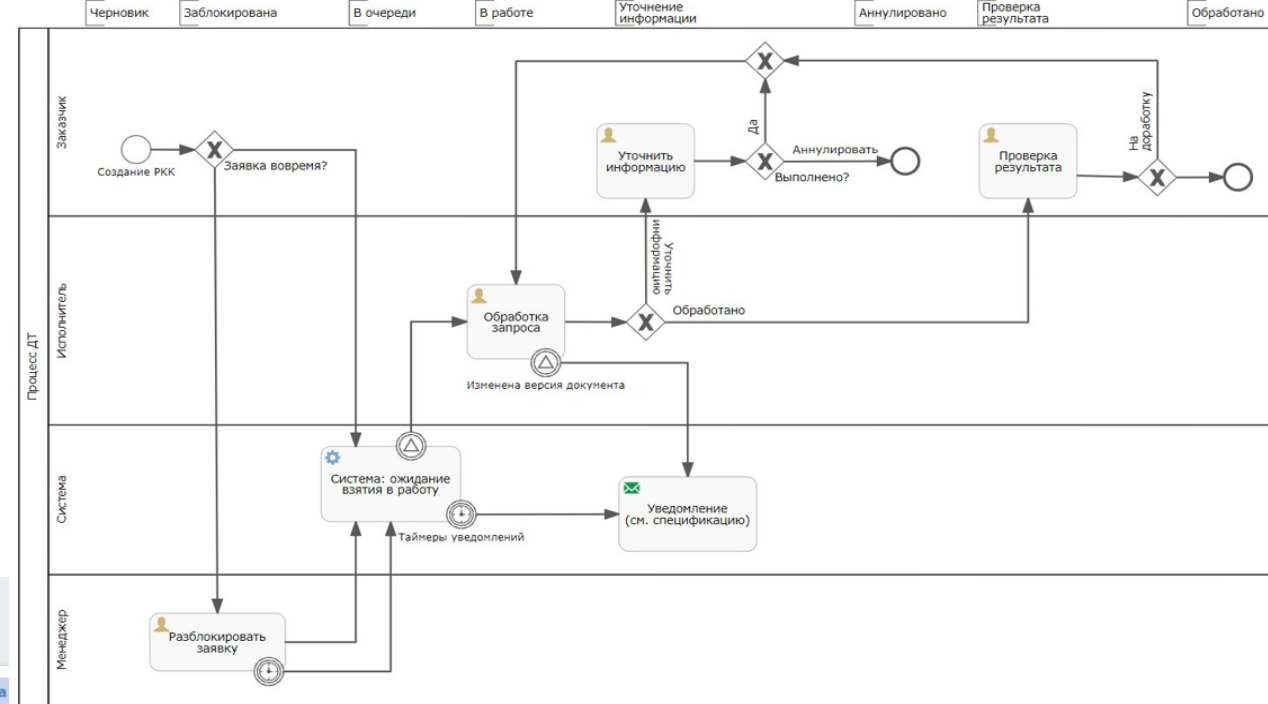 Черновик
Заблокирована
В очереди
В работе
Уточнение
информации
Аннулировано
Проверка
результата
Обработано
Процесс ДТ
Заказчик
Создание РКК
Заявка вовремя?
Уточнить
информацию
Да
Аннулировать
Выполнено?
Проверка
результата
На
доработку
Исполнитель
Обработка
запроса
Уточнить
информацию
Обработано
Изменена версия документа
Система
Система: ожидание
взятия в работу
Таймеры уведомлений
Уведомление
(см. спецификацию)
Менеджер
Разблокировать
заявку
а